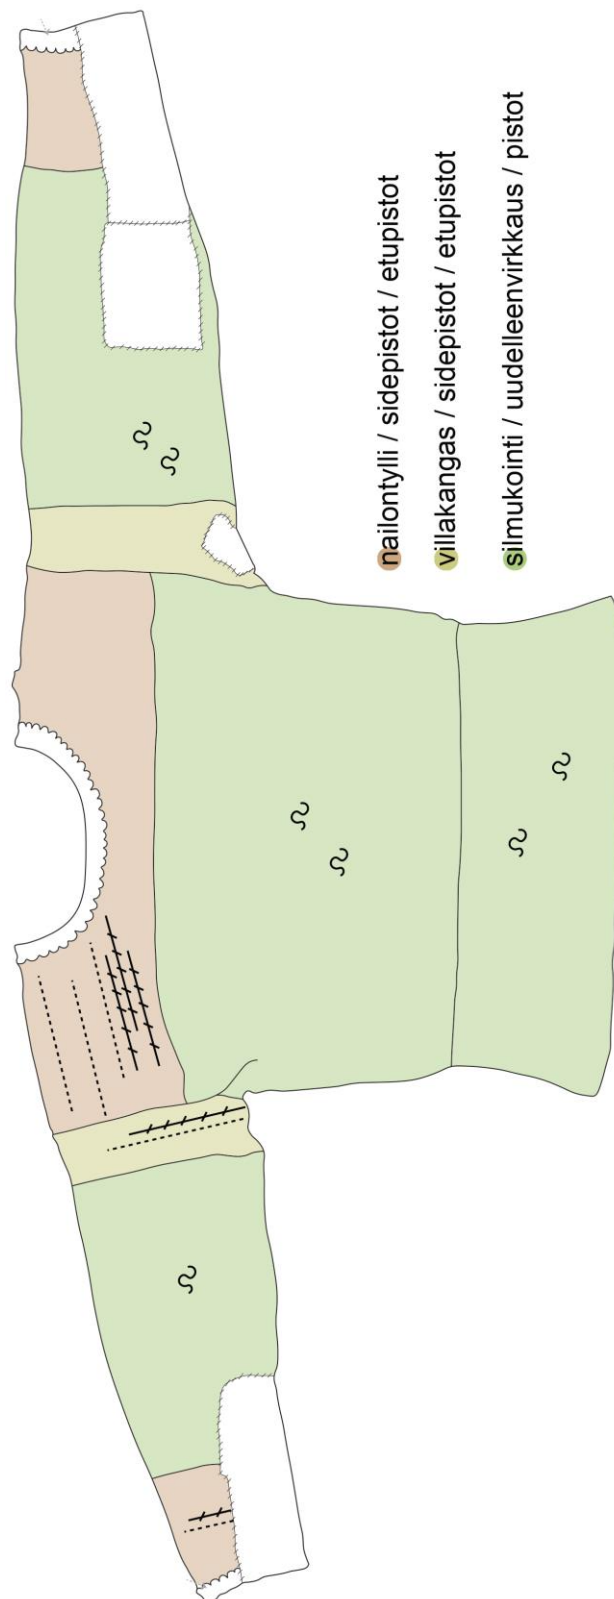 nailontylli / sidepistot / etupistot
villakangas / sidepistot / etupistot
silmukointi / uudelleenvirkkaus / pistot